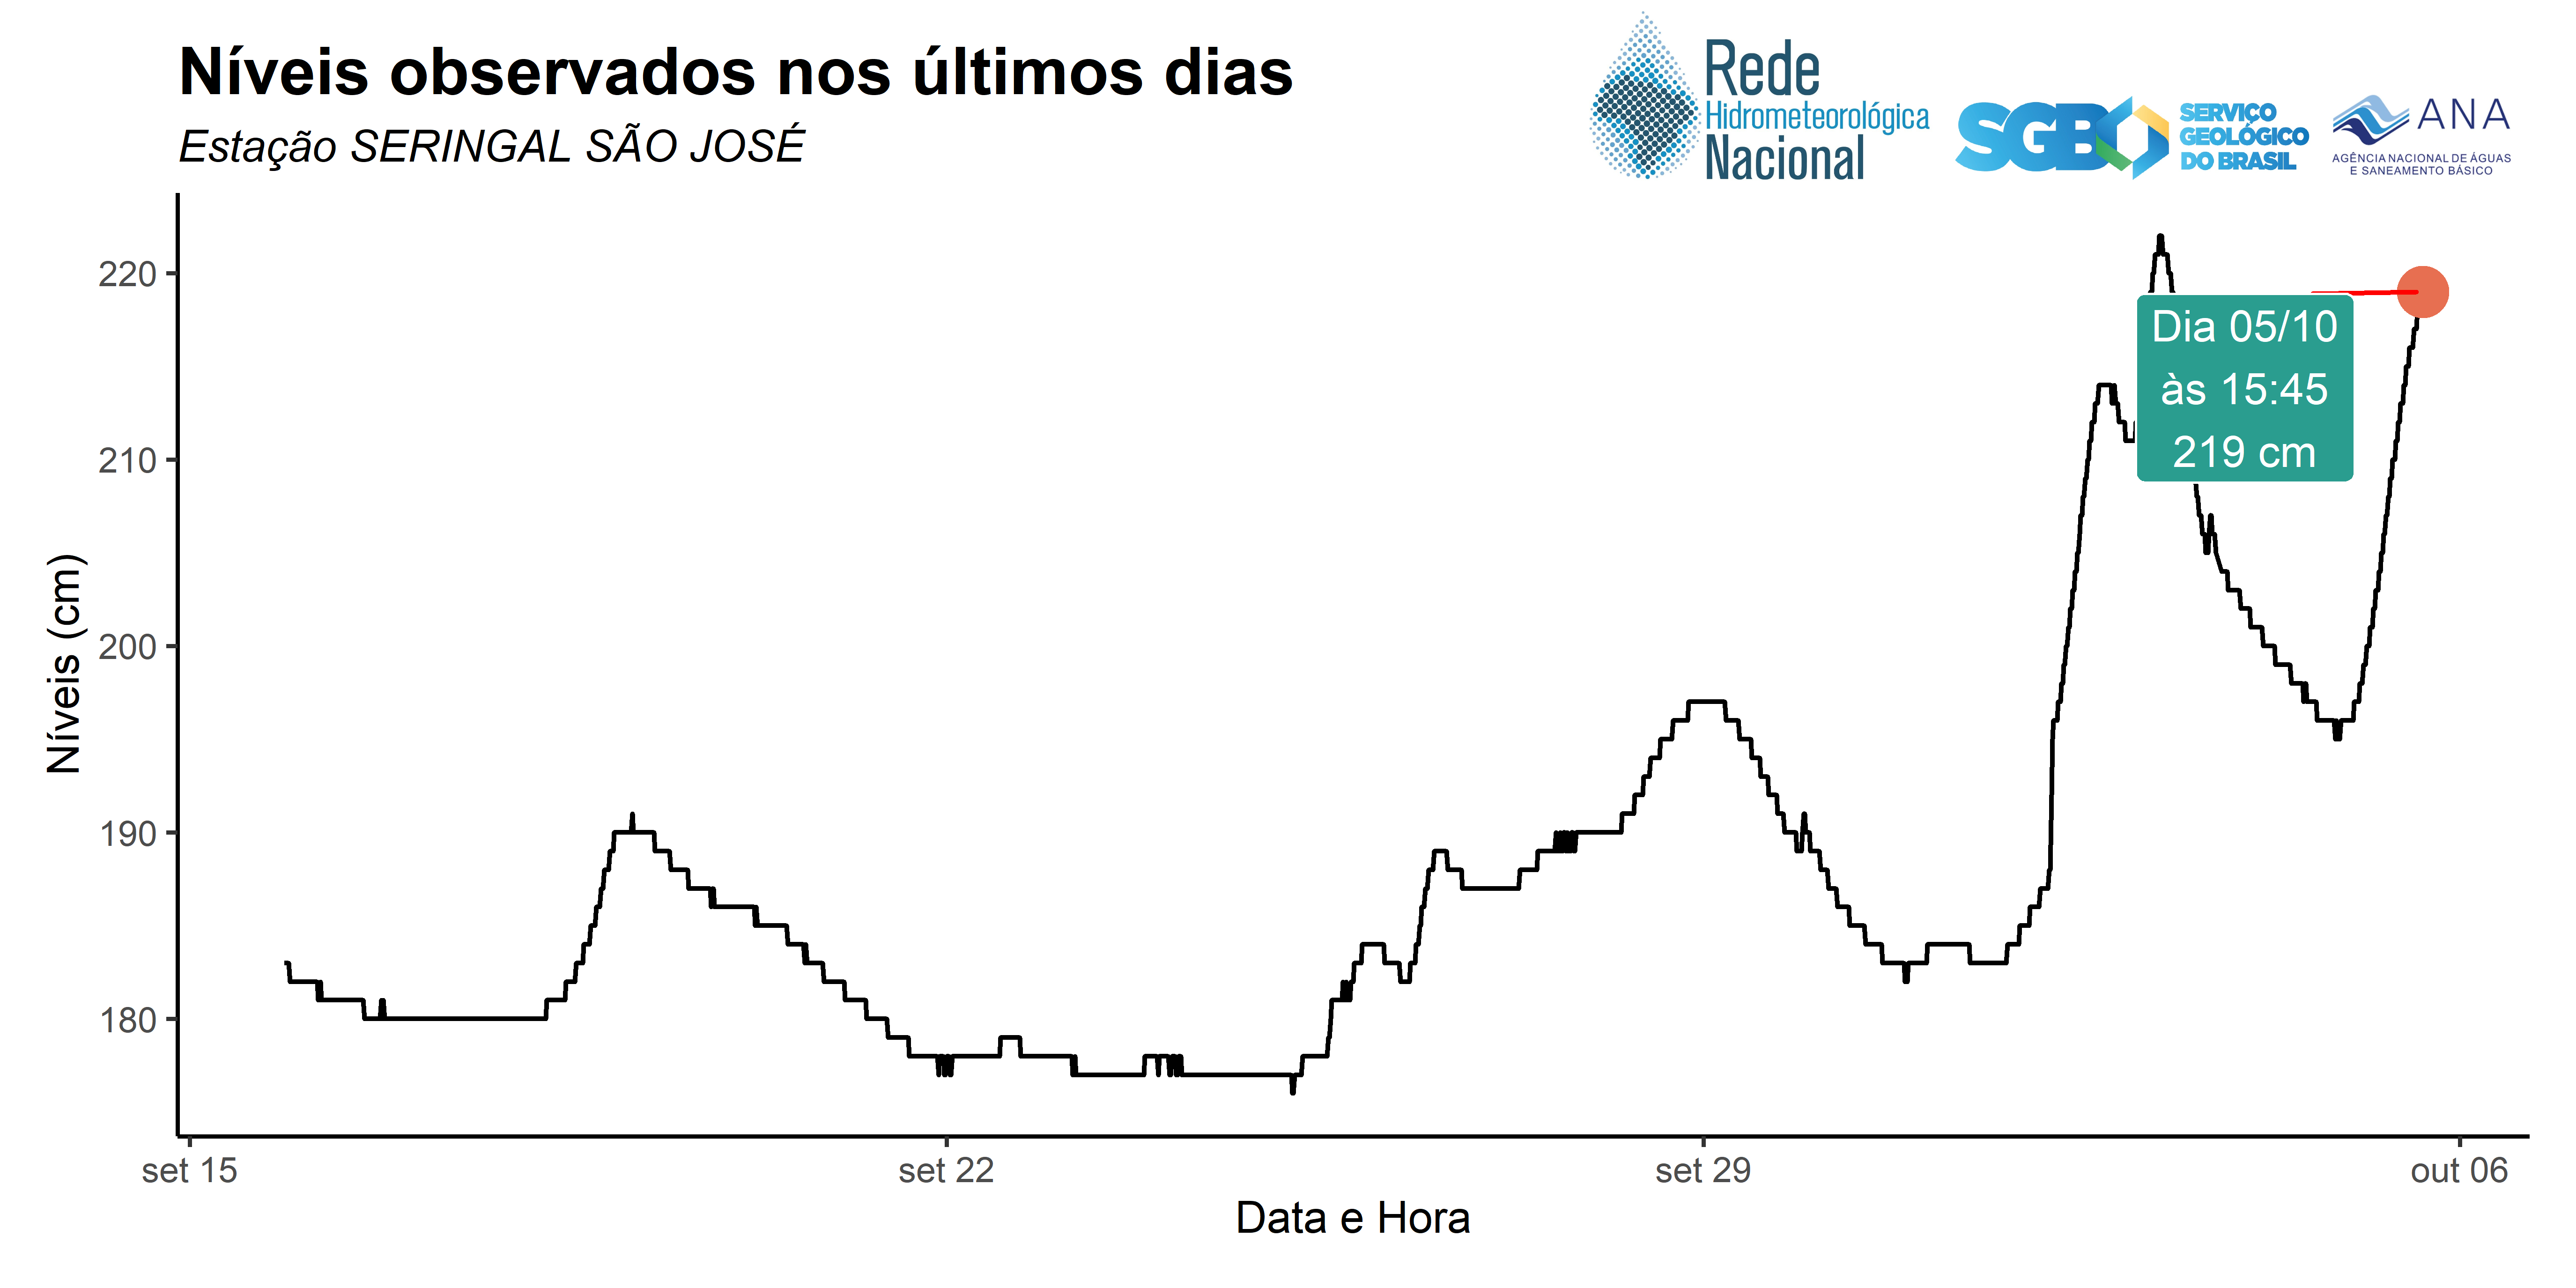 Níveis observados nos últimos dias
Estação SERINGAL SÃO JOSÉ
Rede
Hidrometeorológica
Nacional
SGB
SERVIÇO
GEOLÓGICO
DO BRASIL
ANA
AGÊNCIA NACIONAL DE ÁGUAS
E SANEAMENTO BÁSICO
220
210
200
190
180
Níveis (cm)
Dia 05/10
às 15:45
219 cm
set 15
set 22
set 29
out 06
Data e Hora